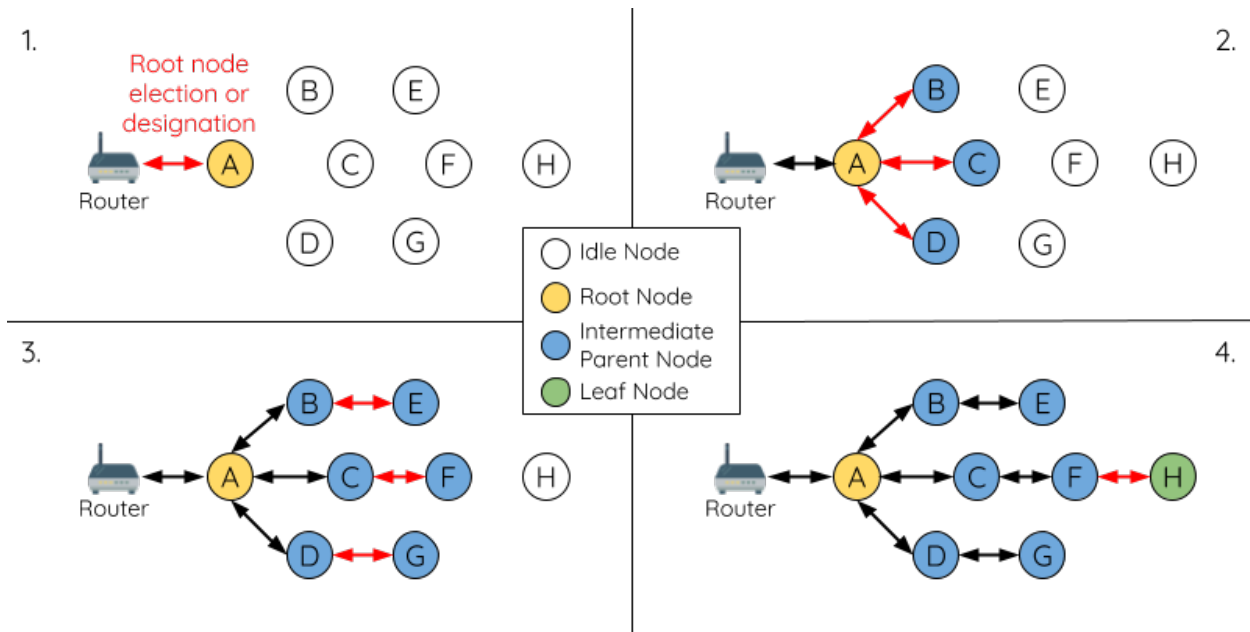 1.
Root node
election or
designation
B
E
A
C
F
H
Router
D
G
2.
B
E
A
C
F
H
Router
D
G
Idle Node
Root Node
Intermediate
Parent Node
Leaf Node
3.
B
E
A
C
F
H
Router
D
G
4.
B
E
A
C
F
H
Router
D
G